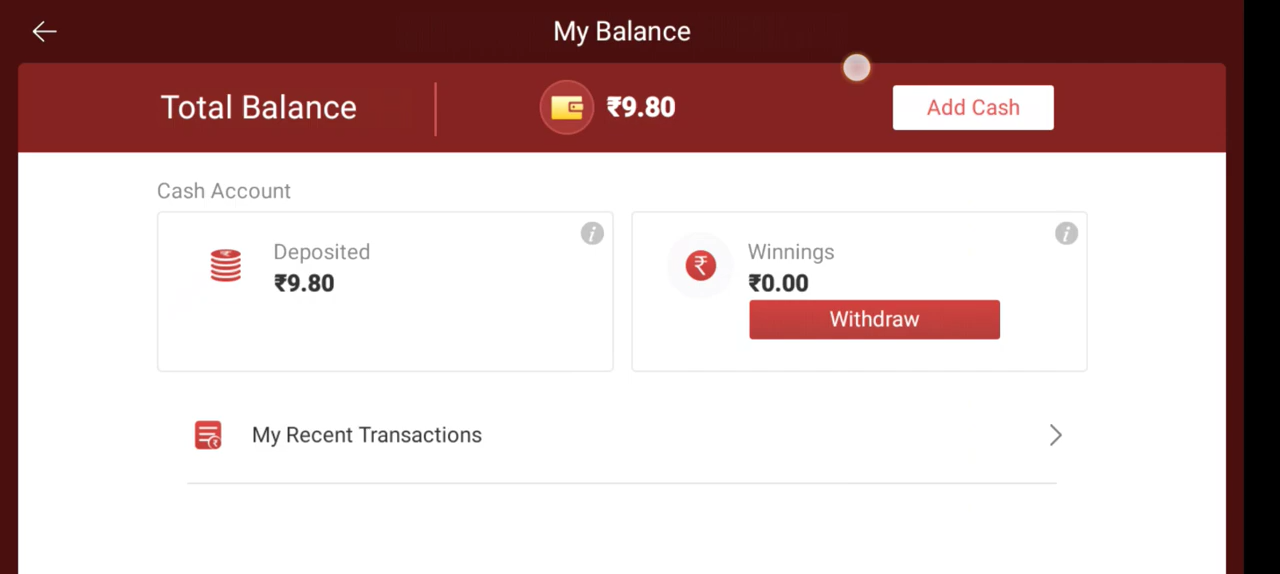 My Balance
Total Balance
₹9.80
Add Cash
Cash Account
Deposited
₹9.80
Winnings
₹0.00
Withdraw
My Recent Transactions